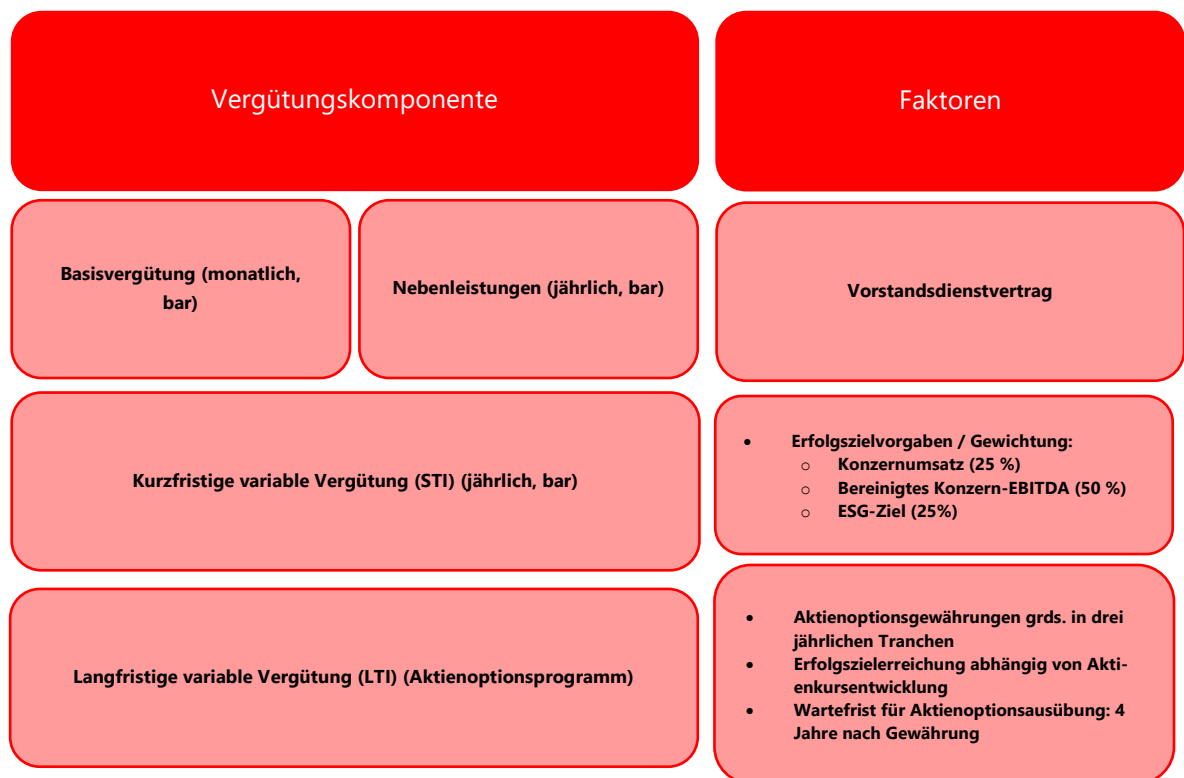 Vergütungskomponente
Faktoren
Basisvergütung (monatlich,
bar)
Nebenleistungen (jährlich, bar)
Vorstandsdienstvertrag
Kurzfristige variable Vergütung (STI) (jährlich, bar)
• Erfolgszielvorgaben / Gewichtung:
o Konzernumsatz (25 %)
o Bereinigtes Konzern-EBITDA (50 %)
o ESG-Ziel (25%)
Langfristige variable Vergütung (LTI) (Aktienoptionsprogramm)
• Aktienoptionsgewährungen grds. in drei
jährlichen Tranchen
• Erfolgszielerreichung abhängig von Akti-
enkursentwicklung
• Wartefrist für Aktienoptionsausübung: 4
Jahre nach Gewährung